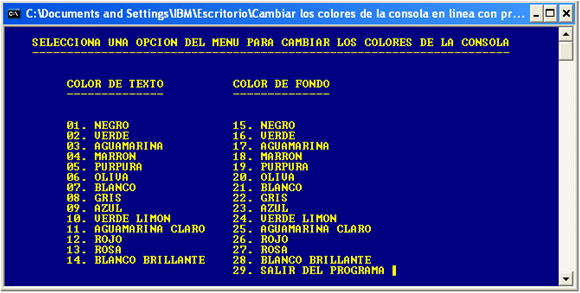 C:\Documents and Settings\IBM\Escritorio\Cambiar los colores de la consola en linea con pr...
SELECCIONA UNA OPCION DEL MENU PARA CAMBIAR LOS COLORES DE LA CONSOLA
---------------------------------------------------------------------
COLOR DE TEXTO COLOR DE FONDO
-------------- --------------
01. NEGRO 15. NEGRO
02. VERDE 16. VERDE
03. AGUAMARINA 17. AGUAMARINA
04. MARRON 18. MARRON
05. PURPURA 19. PURPURA
06. OLIVA 20. OLIVA
07. BLANCO 21. BLANCO
08. GRIS 22. GRIS
09. AZUL 23. AZUL
10. VERDE LIMON 24. VERDE LIMON
11. AGUAMARINA CLARO 25. AGUAMARINA CLARO
12. ROJO 26. ROJO
13. ROSA 27. ROSA
14. BLANCO BRILLANTE 28. BLANCO BRILLANTE
29. SALIR DEL PROGRAMA